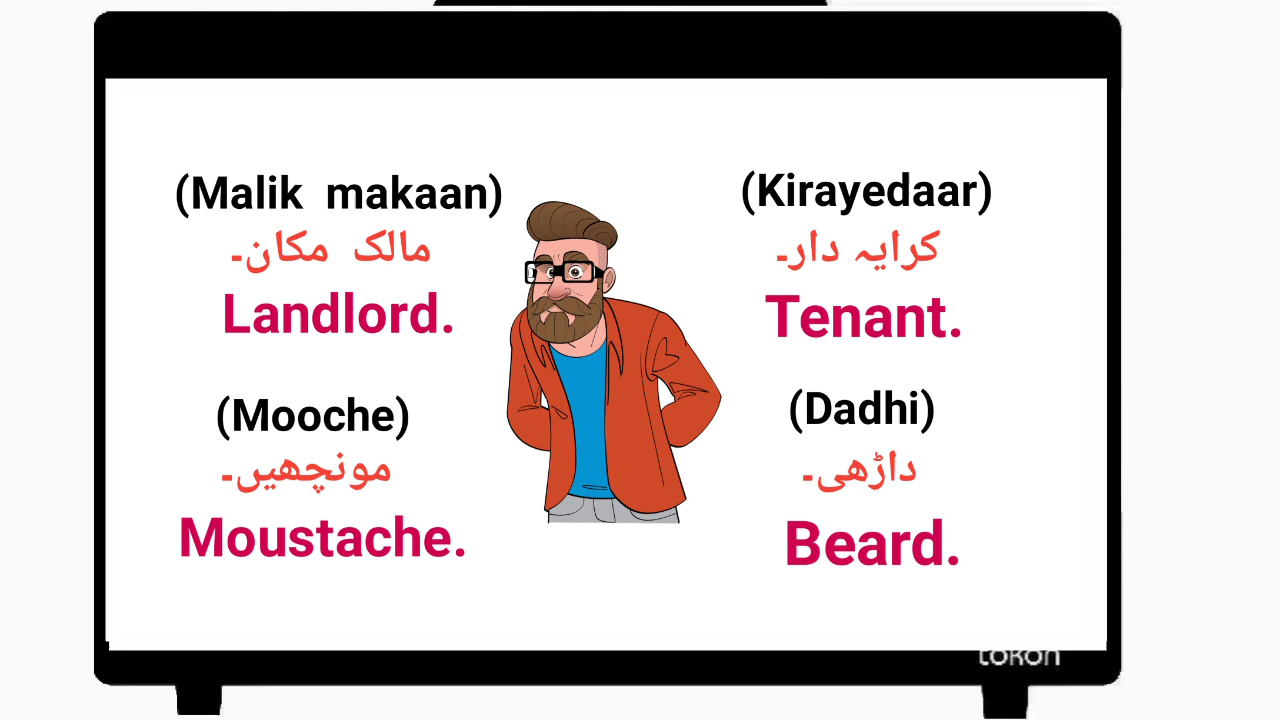 (Malik makaan)
مالک مکان۔
Landlord.
(Kirayedaar)
کرایہ دار۔
Tenant.
(Mooche)
مونچھیں۔
Moustache.
(Dadhi)
داڑھی۔
Beard.